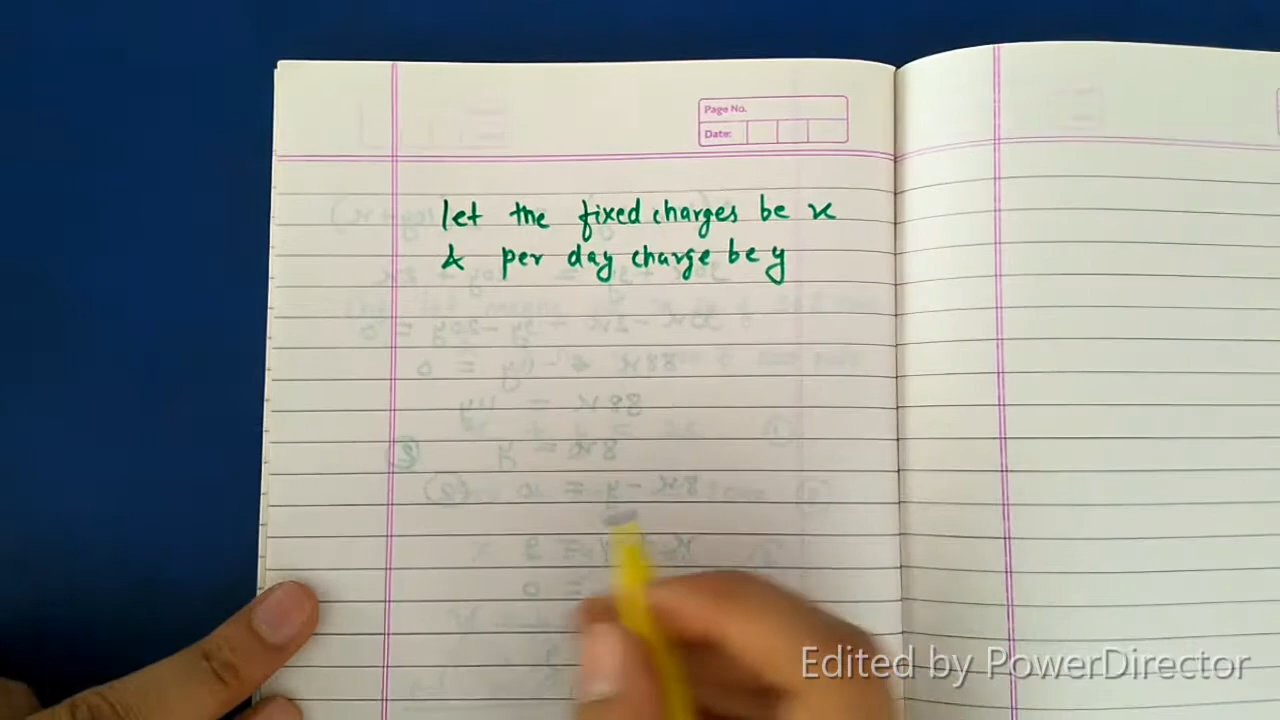 Page No.
Date:
let the fixed charges be x
& per day charge be y
Edited by PowerDirector